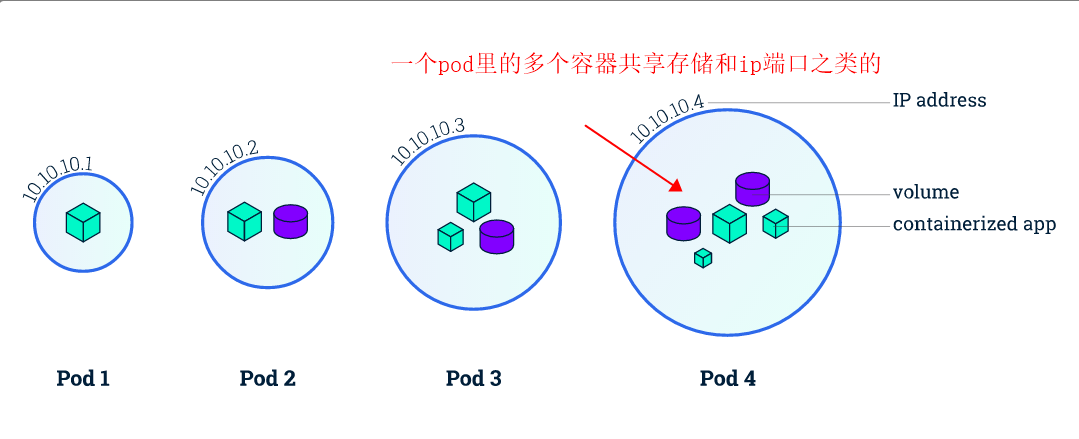 一个pod里的多个容器共享存储和ip端口之类的
10.10.10.1
10.10.10.2
10.10.10.3
10.10.10.4
IP address
volume
containerized app
Pod 1
Pod 2
Pod 3
Pod 4